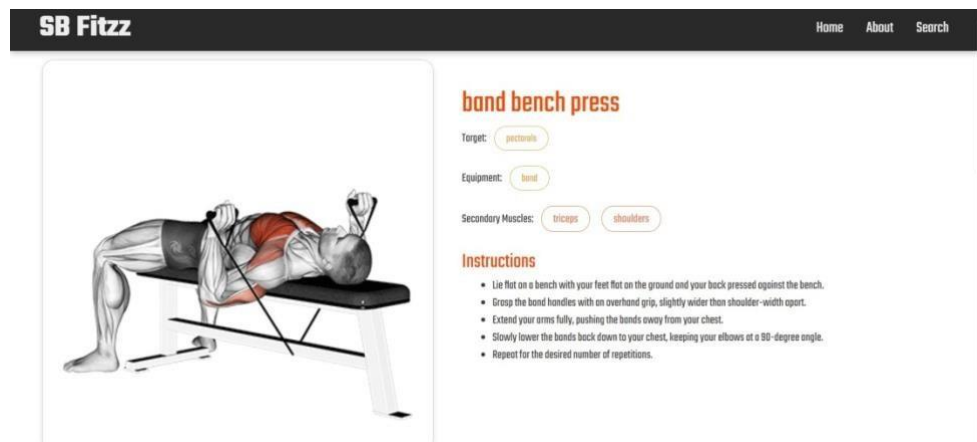 SB Fitzz
Home About Search
band bench press
Target: pectorals
Equipment: band
Secondary Muscles: triceps shoulders
Instructions
• Lie flat on a bench with your feet flat on the ground and your back pressed against the bench.
• Grasp the band handles with an overhand grip, slightly wider than shoulder-width apart.
• Extend your arms fully, pushing the bands away from your chest.
• Slowly lower the bands back down to your chest, keeping your elbows at a 90-degree angle.
• Repeat for the desired number of repetitions.